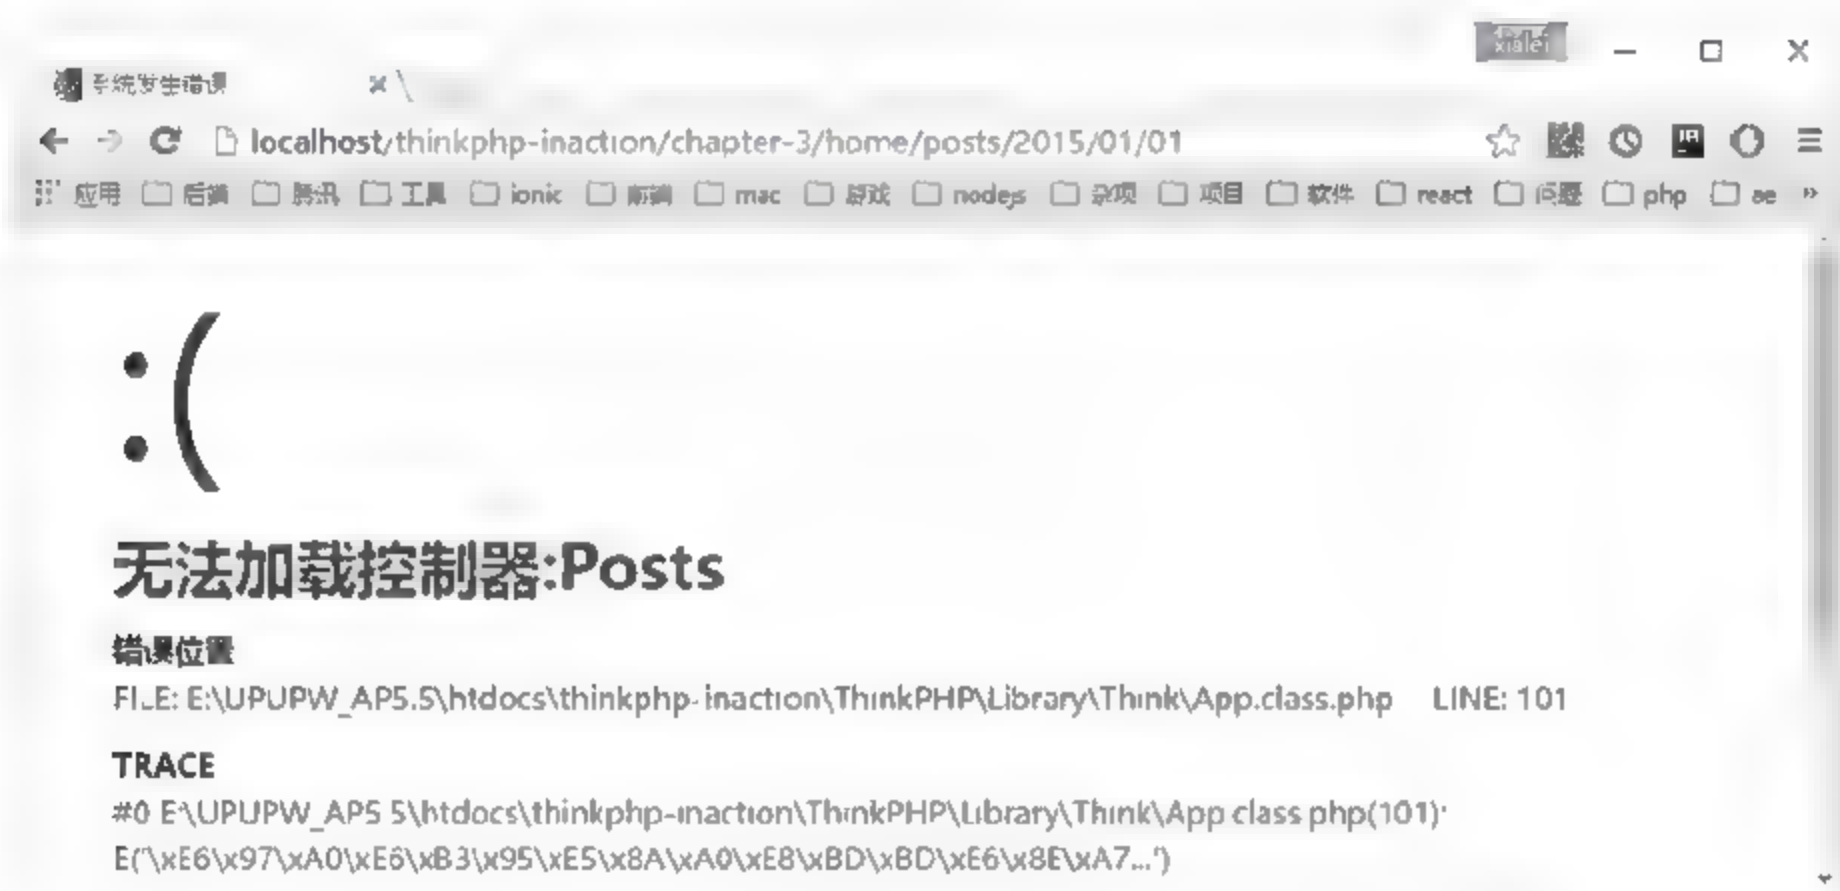 xialei
系统发生错误
localhost/thinkphp-inaction/chapter-3/home/posts/2015/01/01
应用 后端 腾讯 工具 ionic 前端 mac 游戏 nodejs 杂项 项目 软件 react 问题 php ae »
:(
无法加载控制器:Posts
错误位置
FILE: E:\UPUPW_AP5.5\htdocs\thinkphp-inaction\ThinkPHP\Library\Think\App.class.php LINE: 101
TRACE
#0 E:\UPUPW_AP5.5\htdocs\thinkphp-inaction\ThinkPHP\Library\Think\App.class.php(101):
E('\xE6\x97\xA0\xE6\xB3\x95\xE5\x8A\xA0\xE8\xBD\xBD\xE6\x8E\xA7...')